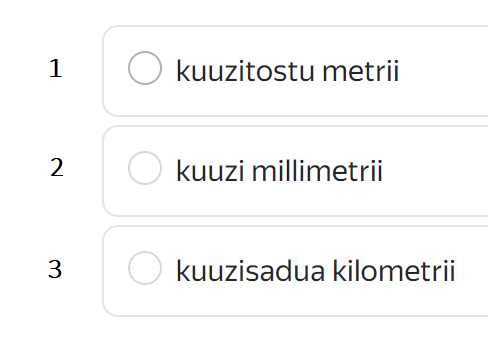 1 kuuzitostu metrii
2 kuuzi millimetrii
3 kuuzisadua kilometrii